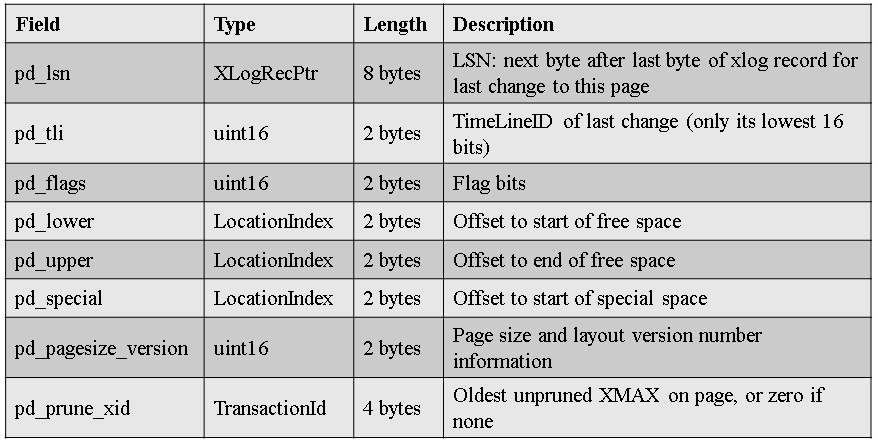 Field Type Length Description
pd_lsn XLogRecPtr 8 bytes LSN: next byte after last byte of xlog record for
last change to this page
pd_tli uint16 2 bytes TimeLineID of last change (only its lowest 16
bits)
pd_flags uint16 2 bytes Flag bits
pd_lower LocationIndex 2 bytes Offset to start of free space
pd_upper LocationIndex 2 bytes Offset to end of free space
pd_special LocationIndex 2 bytes Offset to start of special space
pd_pagesize_version uint16 2 bytes Page size and layout version number
information
pd_prune_xid TransactionId 4 bytes Oldest unpruned XMAX on page, or zero if
none